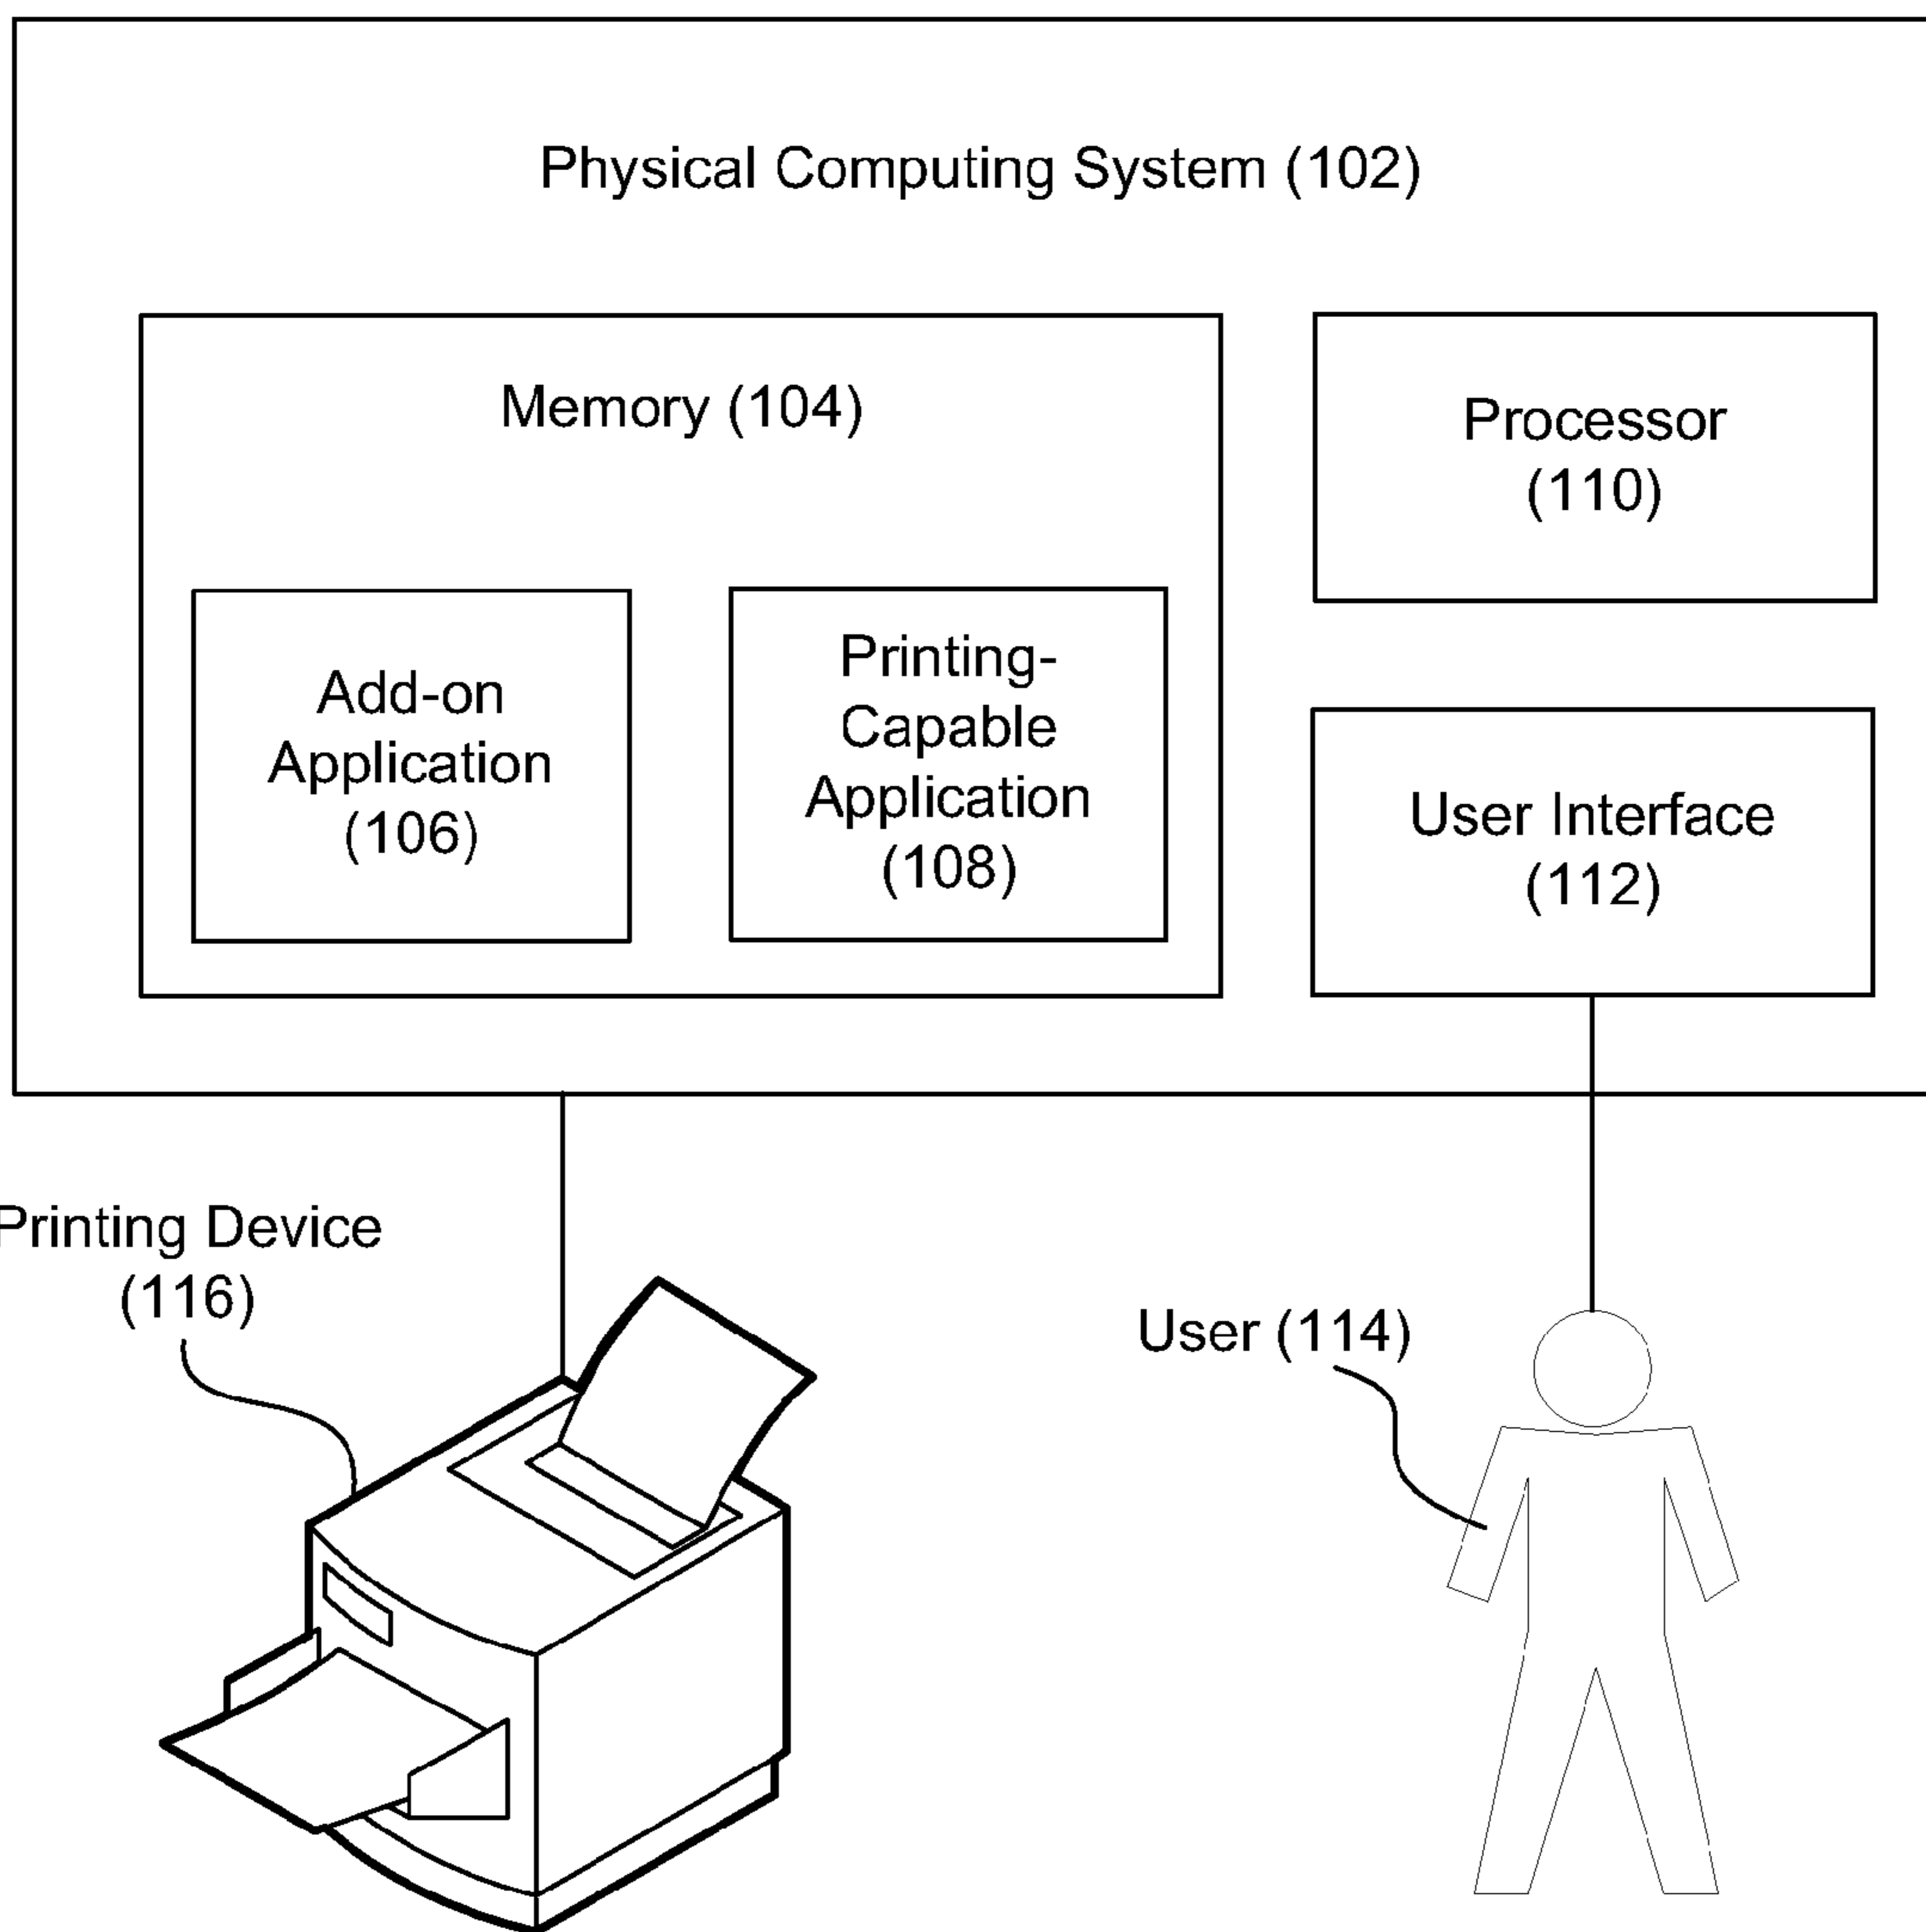 Physical Computing System (102)
Memory (104)
Processor
(110)
Add-on
Application
(106)
Printing-
Capable
Application
(108)
User Interface
(112)
Printing Device
(116)
User (114)